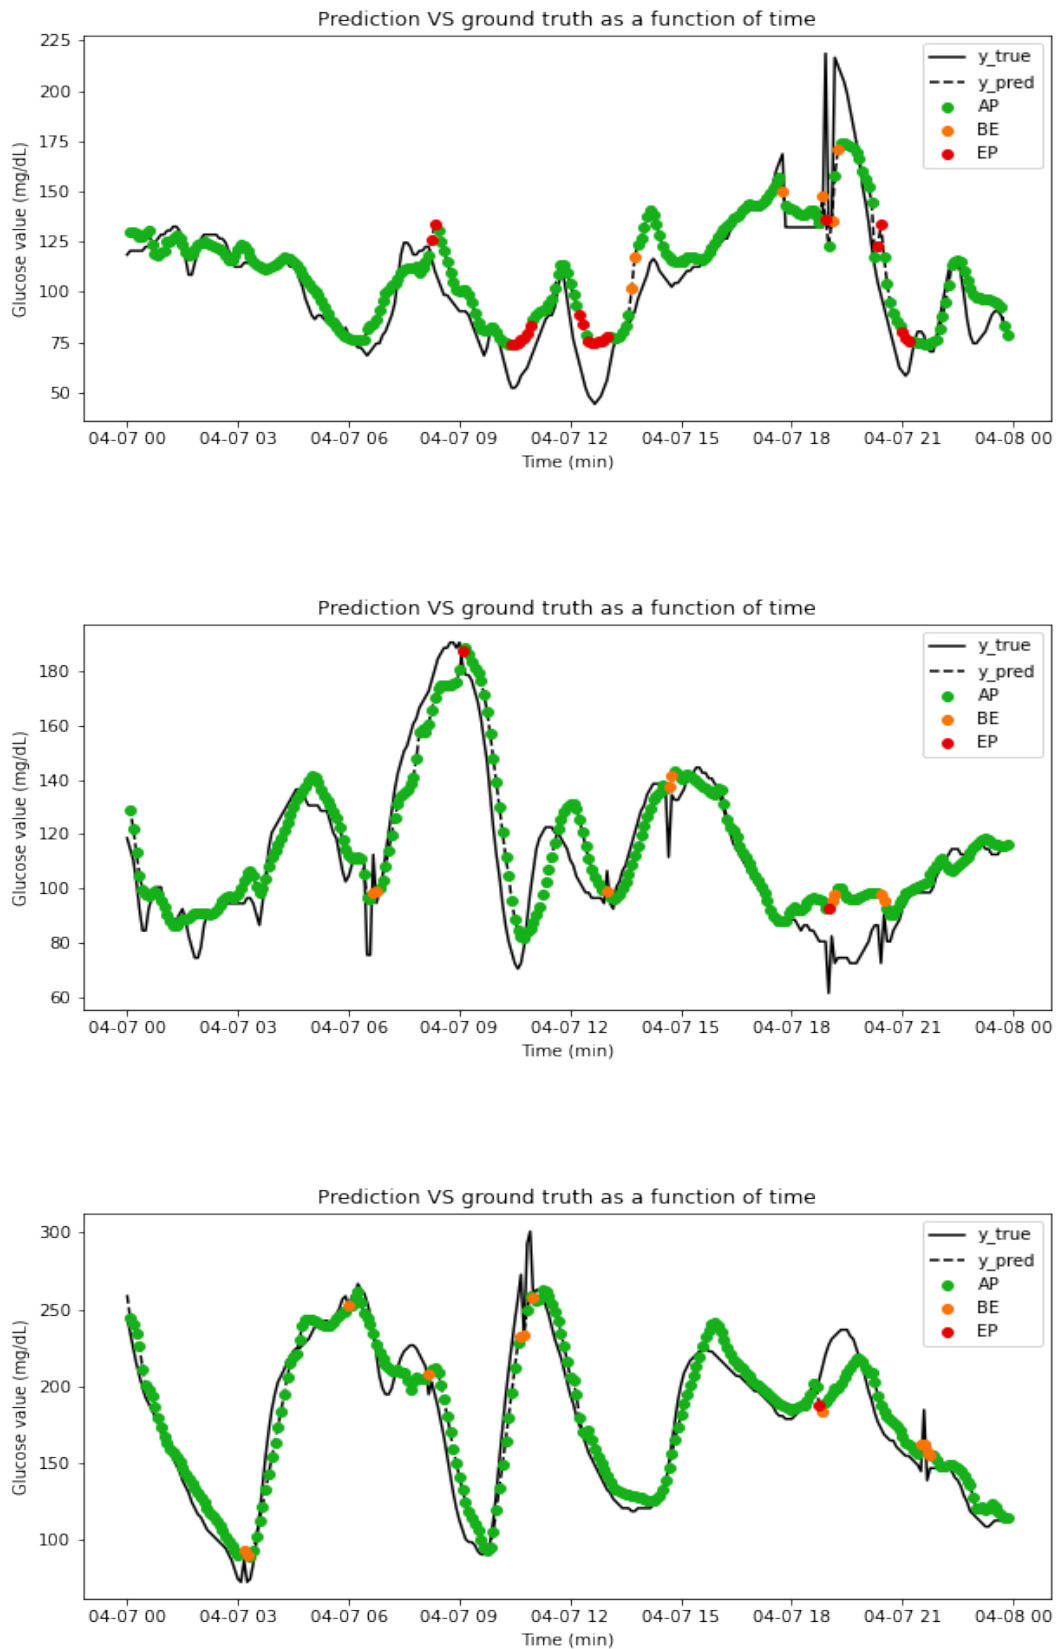 Prediction VS ground truth as a function of time
225
200
175
150
125
100
75
50
Glucose value (mg/dL)
y_true
y_pred
AP
BE
EP
04-07 00 04-07 03 04-07 06 04-07 09 04-07 12 04-07 15 04-07 18 04-07 21 04-08 00
Time (min)
Prediction VS ground truth as a function of time
180
160
140
120
100
80
60
Glucose value (mg/dL)
y_true
y_pred
AP
BE
EP
04-07 00 04-07 03 04-07 06 04-07 09 04-07 12 04-07 15 04-07 18 04-07 21 04-08 00
Time (min)
Prediction VS ground truth as a function of time
300
250
200
150
100
Glucose value (mg/dL)
y_true
y_pred
AP
BE
EP
04-07 00 04-07 03 04-07 06 04-07 09 04-07 12 04-07 15 04-07 18 04-07 21 04-08 00
Time (min)